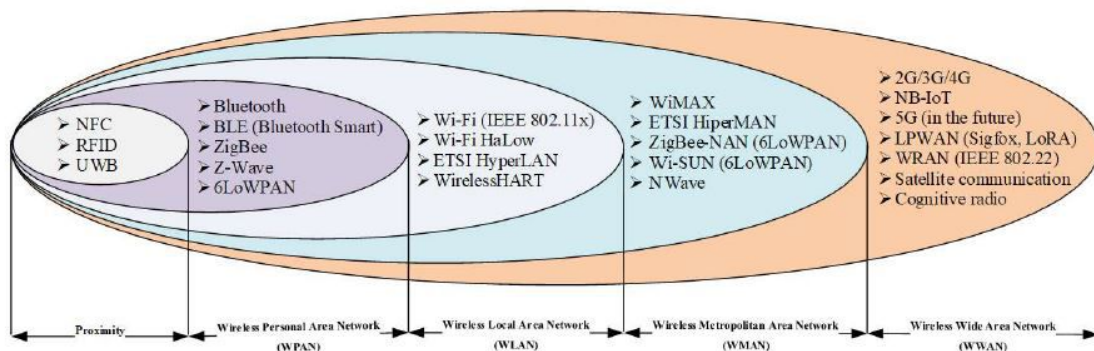 ➢ NFC
➢ RFID
➢ UWB
➢ Bluetooth
➢ BLE (Bluetooth Smart)
➢ ZigBee
➢ Z-Wave
➢ 6LoWPAN
➢ Wi-Fi (IEEE 802.11x)
➢ Wi-Fi HaLow
➢ ETSI HyperLAN
➢ WirelessHART
➢ WiMAX
➢ ETSI HiperMAN
➢ ZigBee-NAN (6LoWPAN)
➢ Wi-SUN (6LoWPAN)
➢ NWave
➢ 2G/3G/4G
➢ NB-IoT
➢ 5G (in the future)
➢ LPWAN (Sigfox, LoRA)
➢ WRAN (IEEE 802.22)
➢ Satellite communication
➢ Cognitive radio
Proximity
Wireless Personal Area Network
(WPAN)
Wireless Local Area Network
(WLAN)
Wireless Metropolitan Area Network
(WMAN)
Wireless Wide Area Network
(WWAN)